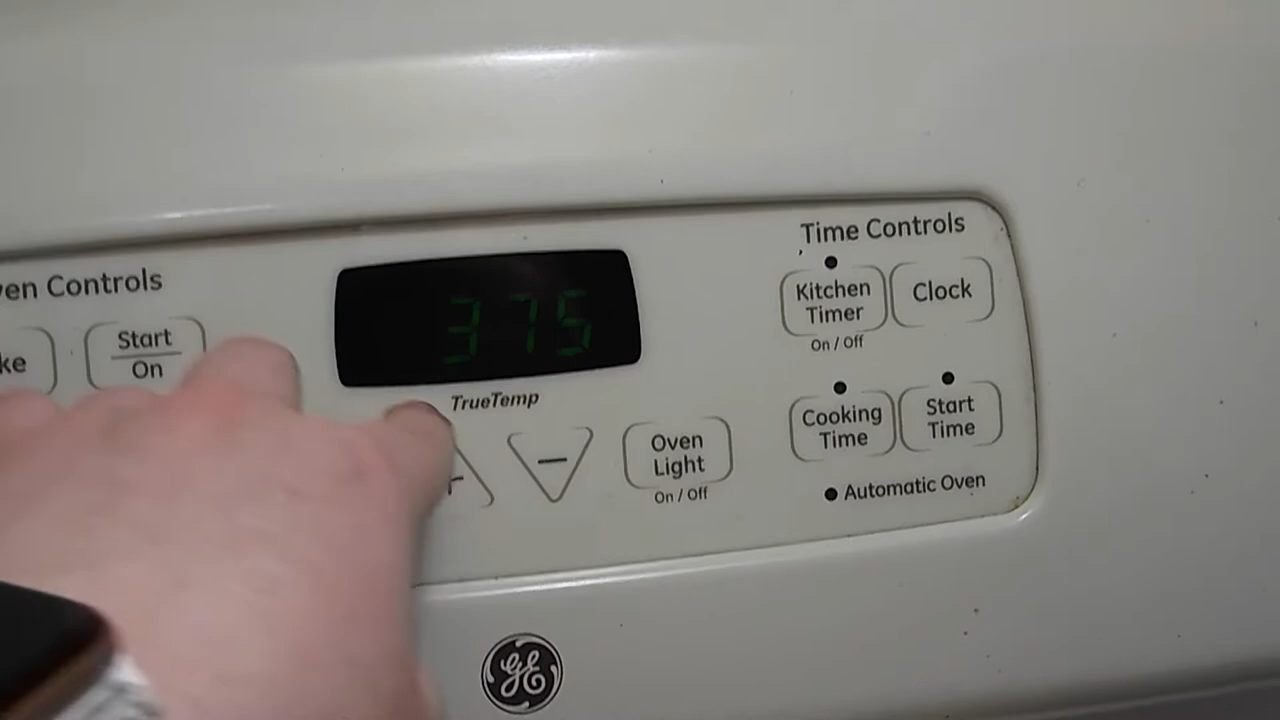 ven Controls
ke
Start
On
375
TrueTemp
+
−
Oven
Light
On / Off
Time Controls
Kitchen
Timer
On / Off
Clock
Cooking
Time
Start
Time
Automatic Oven
GE